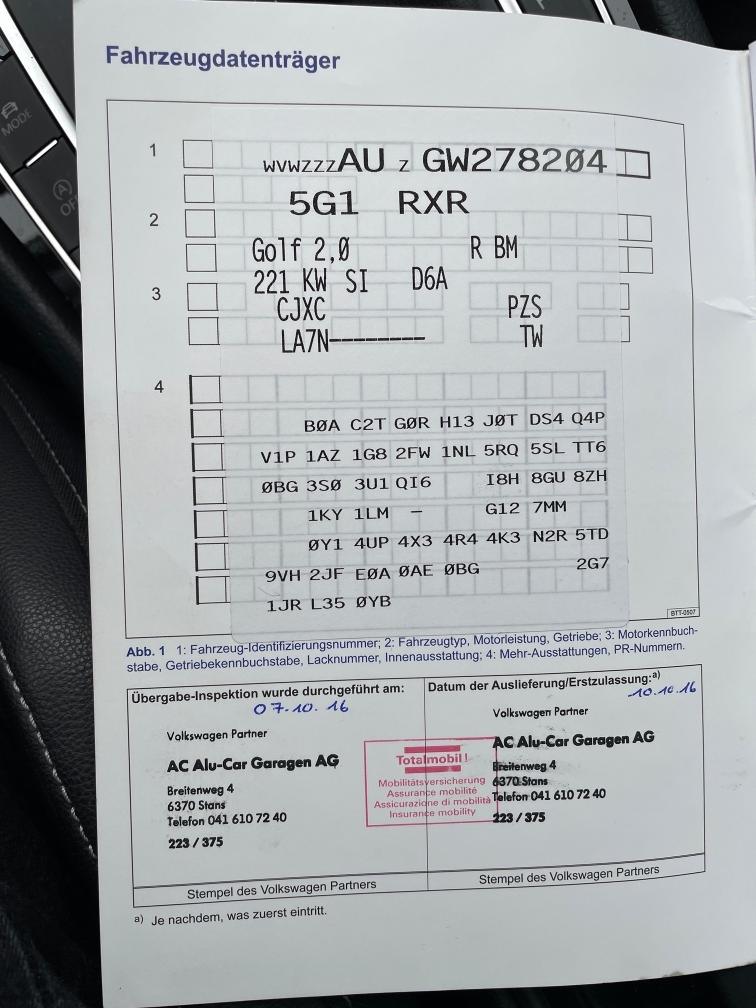 MODE
OFF
Fahrzeugdatenträger
1
WVWZZZAU Z GW2782Ø4
5G1 RXR
2
Golf 2,Ø R BM
221 KW SI D6A
3
CJXC PZS
LA7N--------- TW
4
BØA C2T GØR H13 JØT DS4 Q4P
V1P 1AZ 1G8 2FW 1NL 5RQ 5SL TT6
ØBG 3SØ 3U1 QI6 I8H 8GU 8ZH
1KY 1LM – G12 7MM
ØY1 4UP 4X3 4R4 4K3 N2R 5TD
9VH 2JF EØA ØAE ØBG 2G7
1JR L35 ØYB
BTT-0507
Abb. 1 1: Fahrzeug-Identifizierungsnummer; 2: Fahrzeugtyp, Motorleistung, Getriebe; 3: Motorkennbuch-
stabe, Getriebekennbuchstabe, Lacknummer, Innenausstattung; 4: Mehr-Ausstattungen, PR-Nummern.
Übergabe-Inspektion wurde durchgeführt am:
07.10.16
Volkswagen Partner
AC Alu-Car Garagen AG
Breitenweg 4
6370 Stans
Telefon 041 610 72 40
223 / 375
Stempel des Volkswagen Partners
Totalmobil!
Mobilitätsversicherung
Assurance mobilité
Assicurazione di mobilità
Insurance mobility
Datum der Auslieferung/Erstzulassung:a)
10.10.16
Volkswagen Partner
AC Alu-Car Garagen AG
Breitenweg 4
6370 Stans
Telefon 041 610 72 40
223 / 375
Stempel des Volkswagen Partners
a) Je nachdem, was zuerst eintritt.